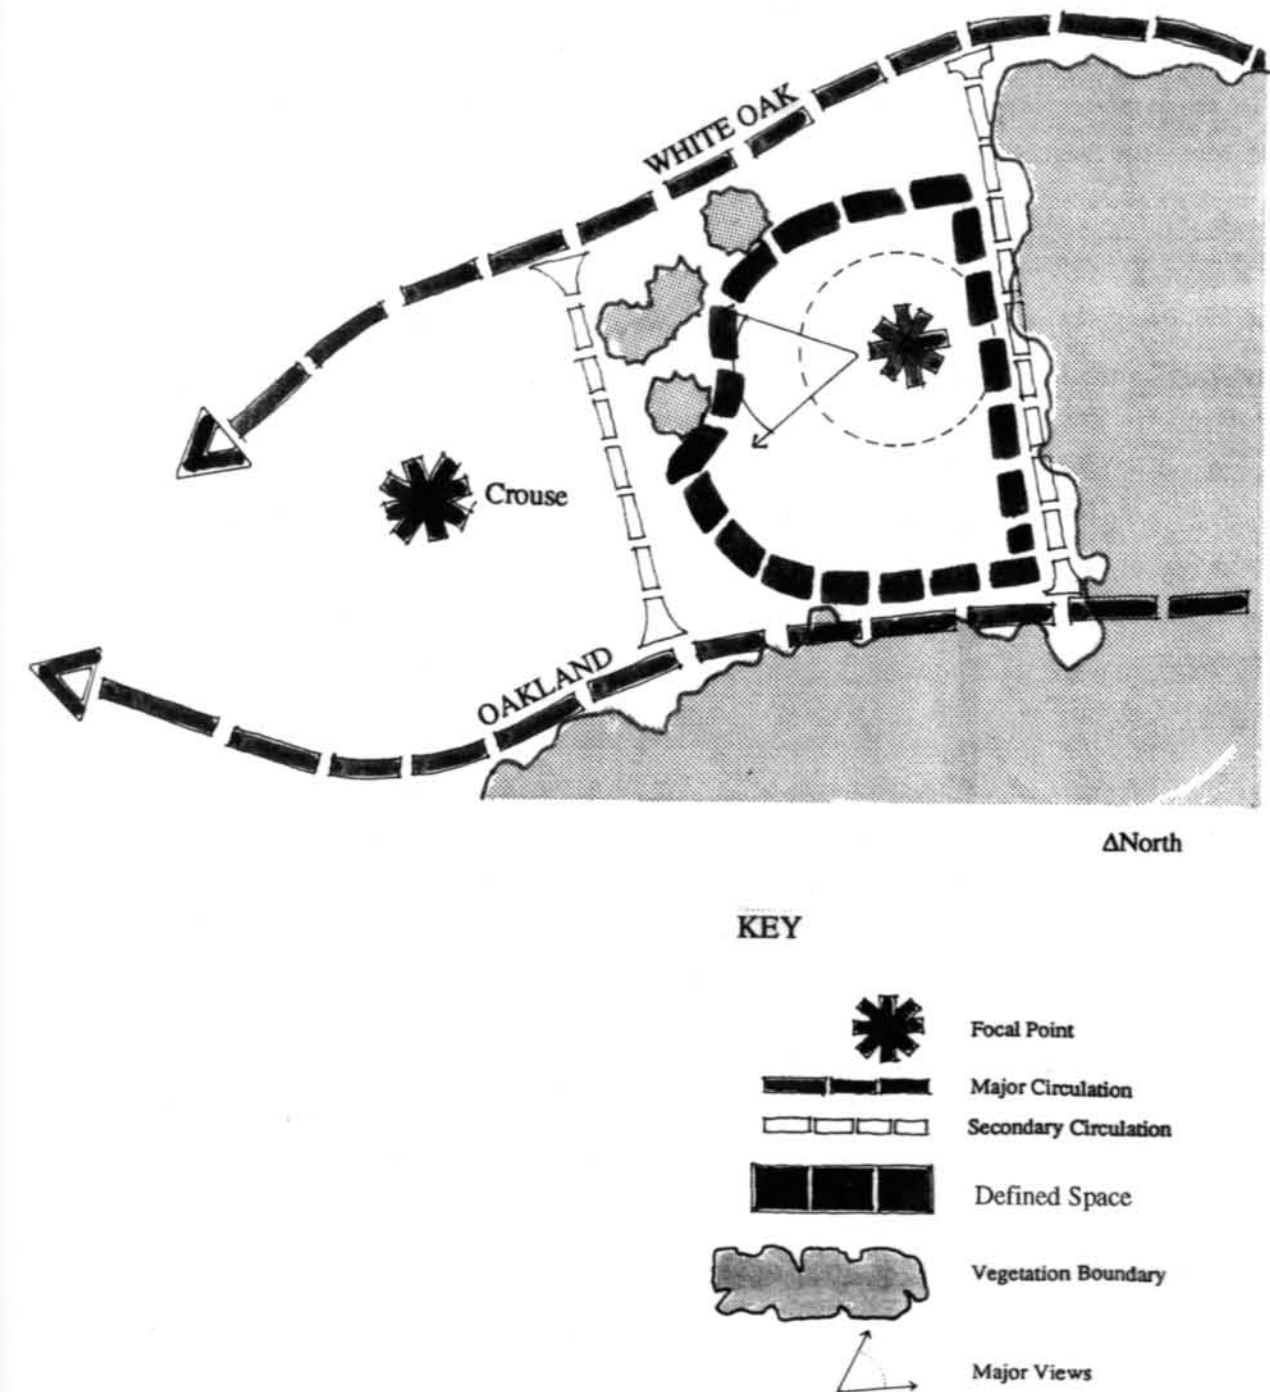 WHITE OAK
Crouse
OAKLAND
ΔNorth
KEY
Focal Point
Major Circulation
Secondary Circulation
Defined Space
Vegetation Boundary
Major Views